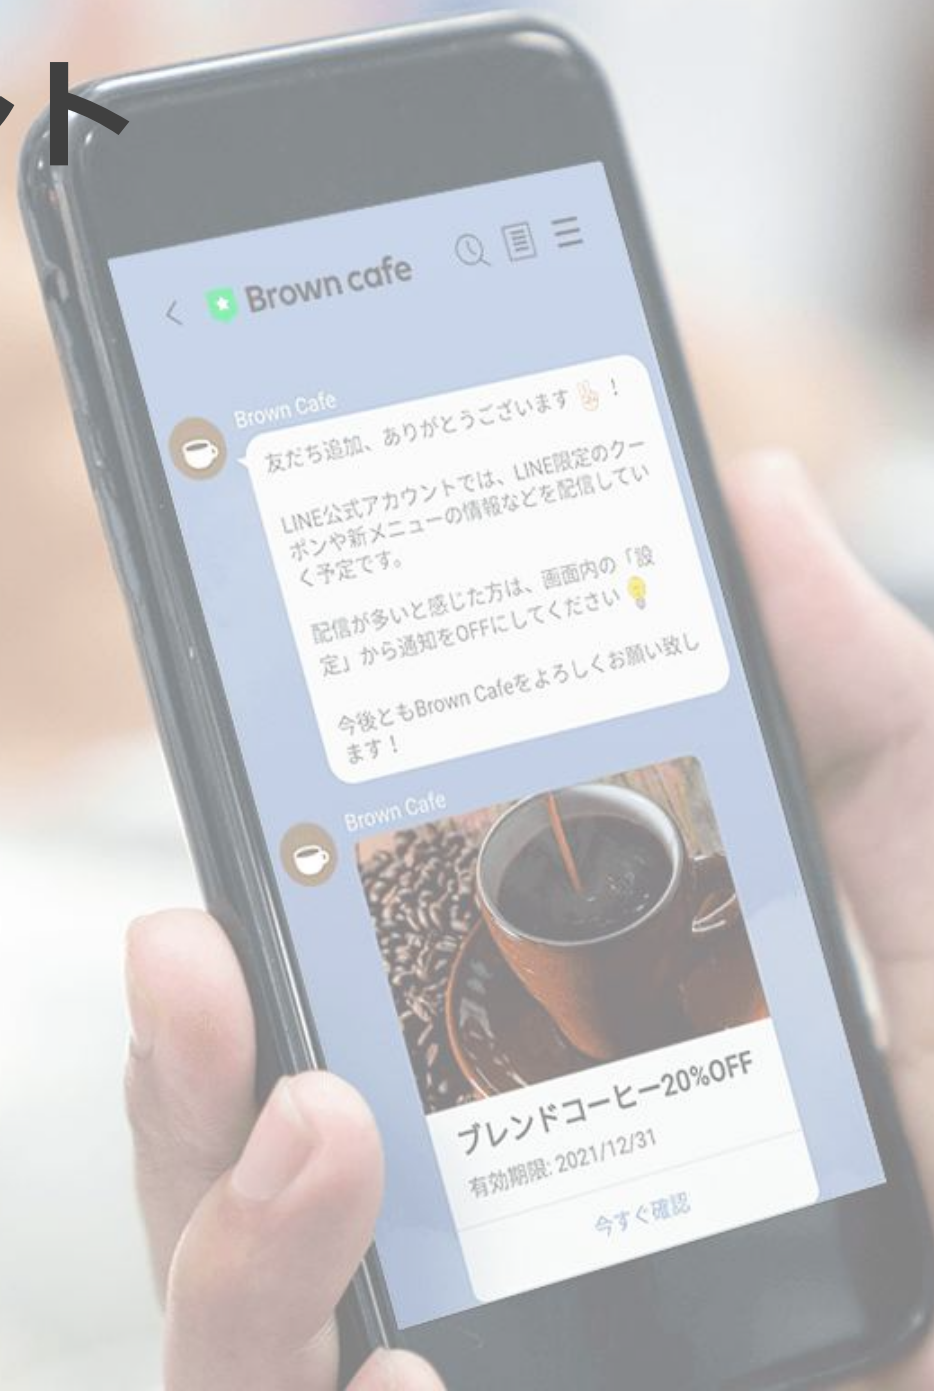 ント
Brown cafe
Brown Cafe
友だち追加、ありがとうございます✌🏻！
LINE公式アカウントでは、LINE限定のクー
ポンや新メニューの情報などを配信してい
く予定です。
配信が多いと感じた方は、画面内の「設
定」から通知をOFFにしてください💡
今後ともBrown Cafeをよろしくお願い致し
ます！
Brown Cafe
ブレンドコーヒー20%OFF
有効期限: 2021/12/31
今すぐ確認